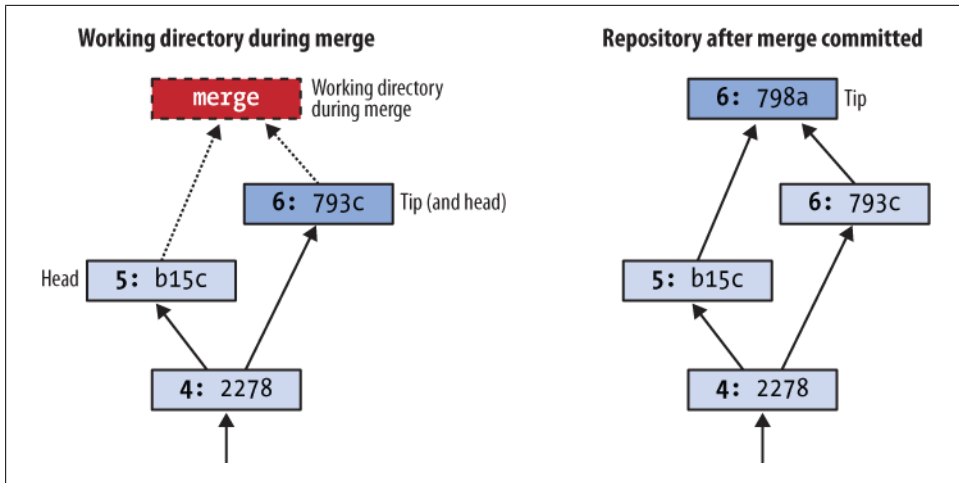 Working directory during merge
merge
Working directory
during merge
6: 793c
Tip (and head)
Head
5: b15c
4: 2278
Repository after merge committed
6: 798a
Tip
6: 793c
5: b15c
4: 2278